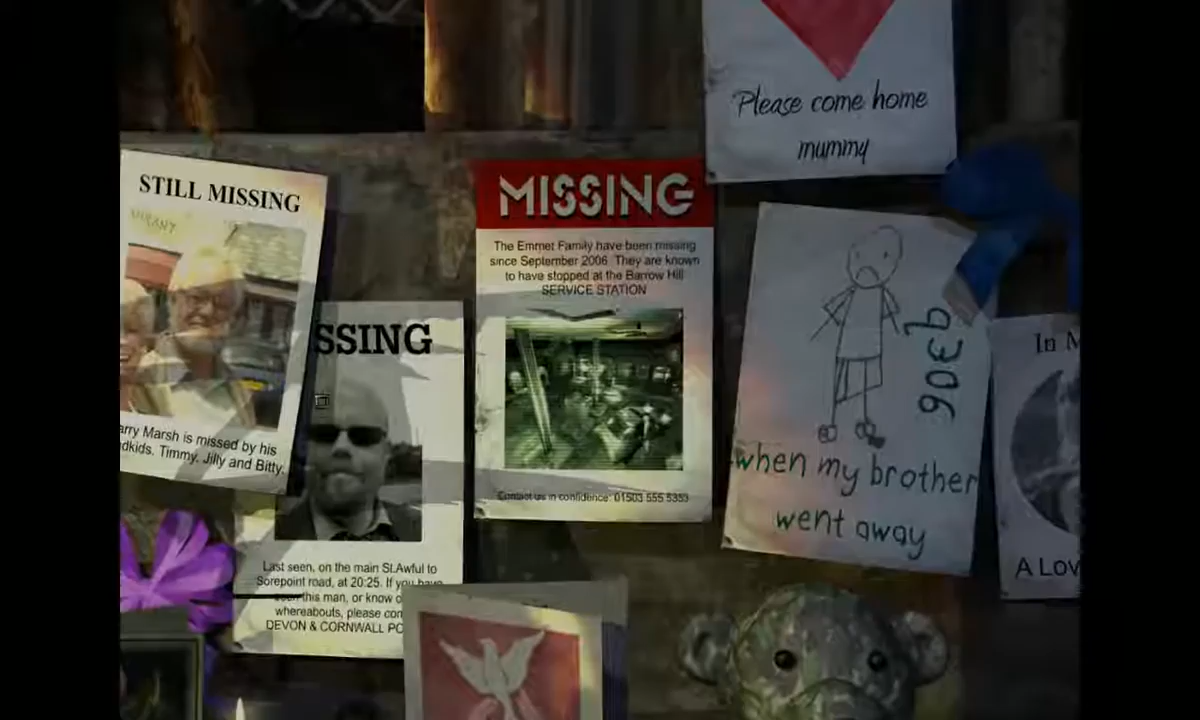 Please come home
mummy
STILL MISSING
arry Marsh is missed by his
dkids. Timmy, Jilly and Bitty.
SSING
Last seen, on the main St.Awful to
Sorepoint road, at 20:25. If you have
this man, or know o
whereabouts, please con
DEVON & CORNWALL PO
MISSING
The Emmet Family have been missing
since September 2006. They are known
to have stopped at the Barrow Hill
SERVICE STATION
Contact us in confidence: 01503 555 5353
when my brother
went away
In M
A Lov